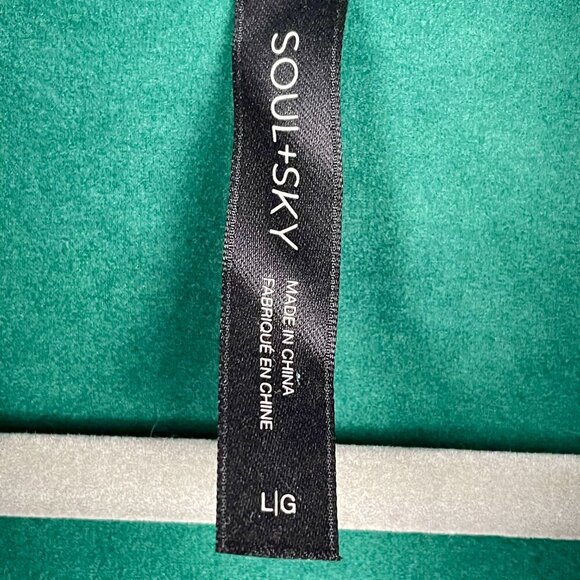 SOUL+SKY
MADE IN CHINA
FABRIQUÉ EN CHINE
L|G